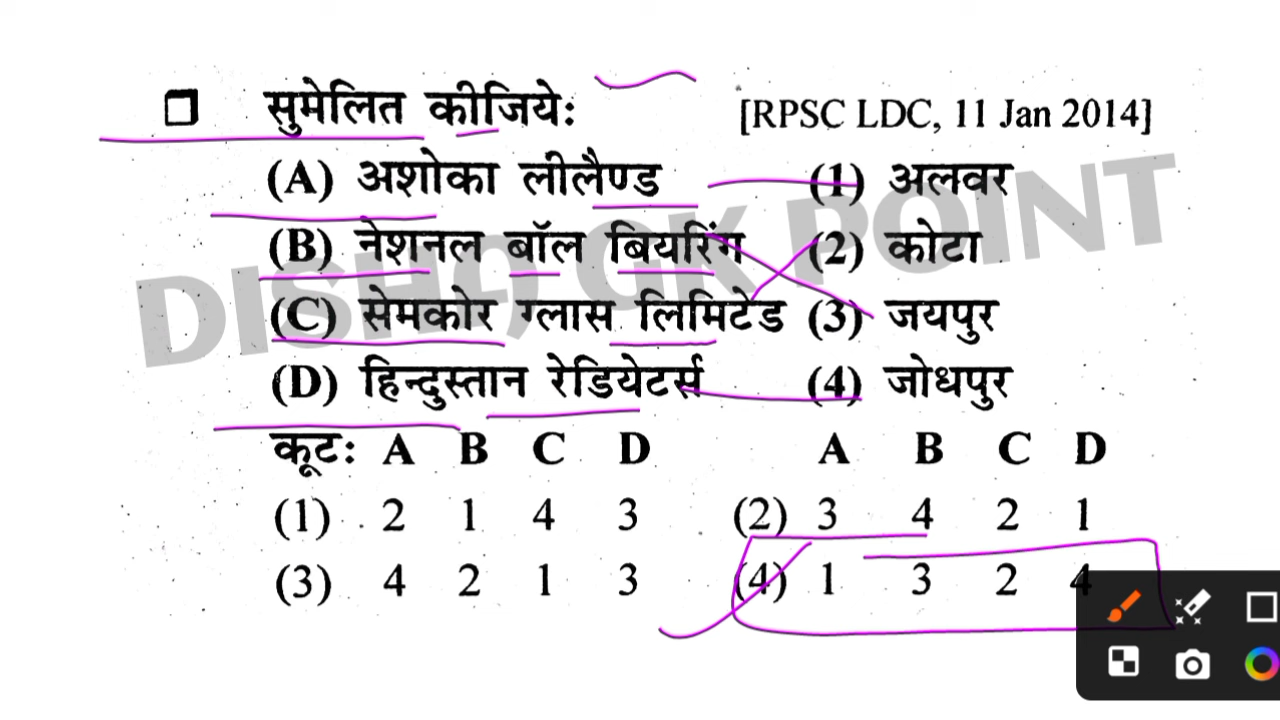 सुमेलित कीजिये: [RPSC LDC, 11 Jan 2014]
(A) अशोका लीलैण्ड (1) अलवर
(B) नेशनल बॉल बियरिंग (2) कोटा
(C) सेमकोर ग्लास लिमिटेड (3) जयपुर
(D) हिन्दुस्तान रेडियेटर्स (4) जोधपुर
कूट: A B C D A B C D
(1) 2 1 4 3 (2) 3 4 2 1
(3) 4 2 1 3 (4) 1 3 2 4
DISHA GK POINT